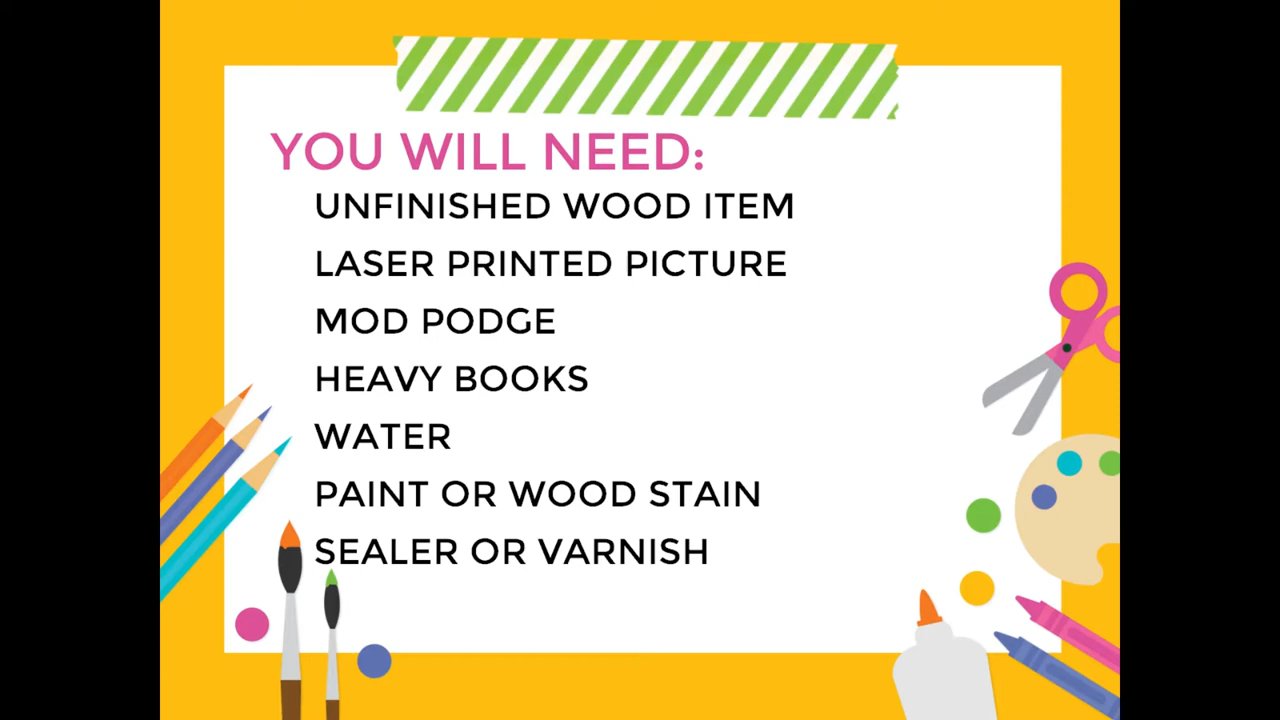 YOU WILL NEED:
UNFINISHED WOOD ITEM
LASER PRINTED PICTURE
MOD PODGE
HEAVY BOOKS
WATER
PAINT OR WOOD STAIN
SEALER OR VARNISH